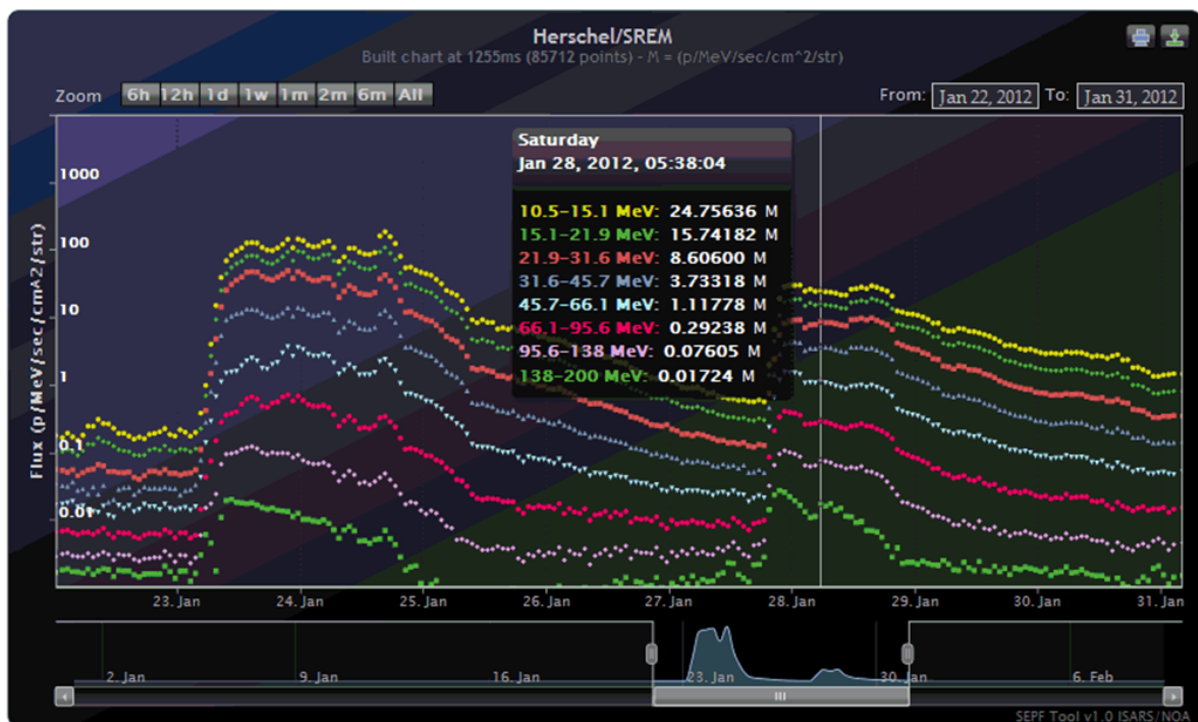 Herschel/SREM
Built chart at 1255ms (85712 points) - M = (p/MeV/sec/cm^2/str)
Zoom 6h 12h 1d 1w 1m 2m 6m All From: Jan 22, 2012 To: Jan 31, 2012
Saturday
Jan 28, 2012, 05:38:04
10.5-15.1 MeV: 24.75636 M
15.1-21.9 MeV: 15.74182 M
21.9-31.6 MeV: 8.60600 M
31.6-45.7 MeV: 3.73318 M
45.7-66.1 MeV: 1.11778 M
66.1-95.6 MeV: 0.29238 M
95.6-138 MeV: 0.07605 M
138-200 MeV: 0.01724 M
Flux (p/MeV/sec/cm^2/str)
1000
100
10
1
0.1
0.01
23. Jan 24. Jan 25. Jan 26. Jan 27. Jan 28. Jan 29. Jan 30. Jan 31. Jan
2. Jan 9. Jan 16. Jan 23. Jan 30. Jan 6. Feb
SEPF Tool v1.0 ISARS/NOA